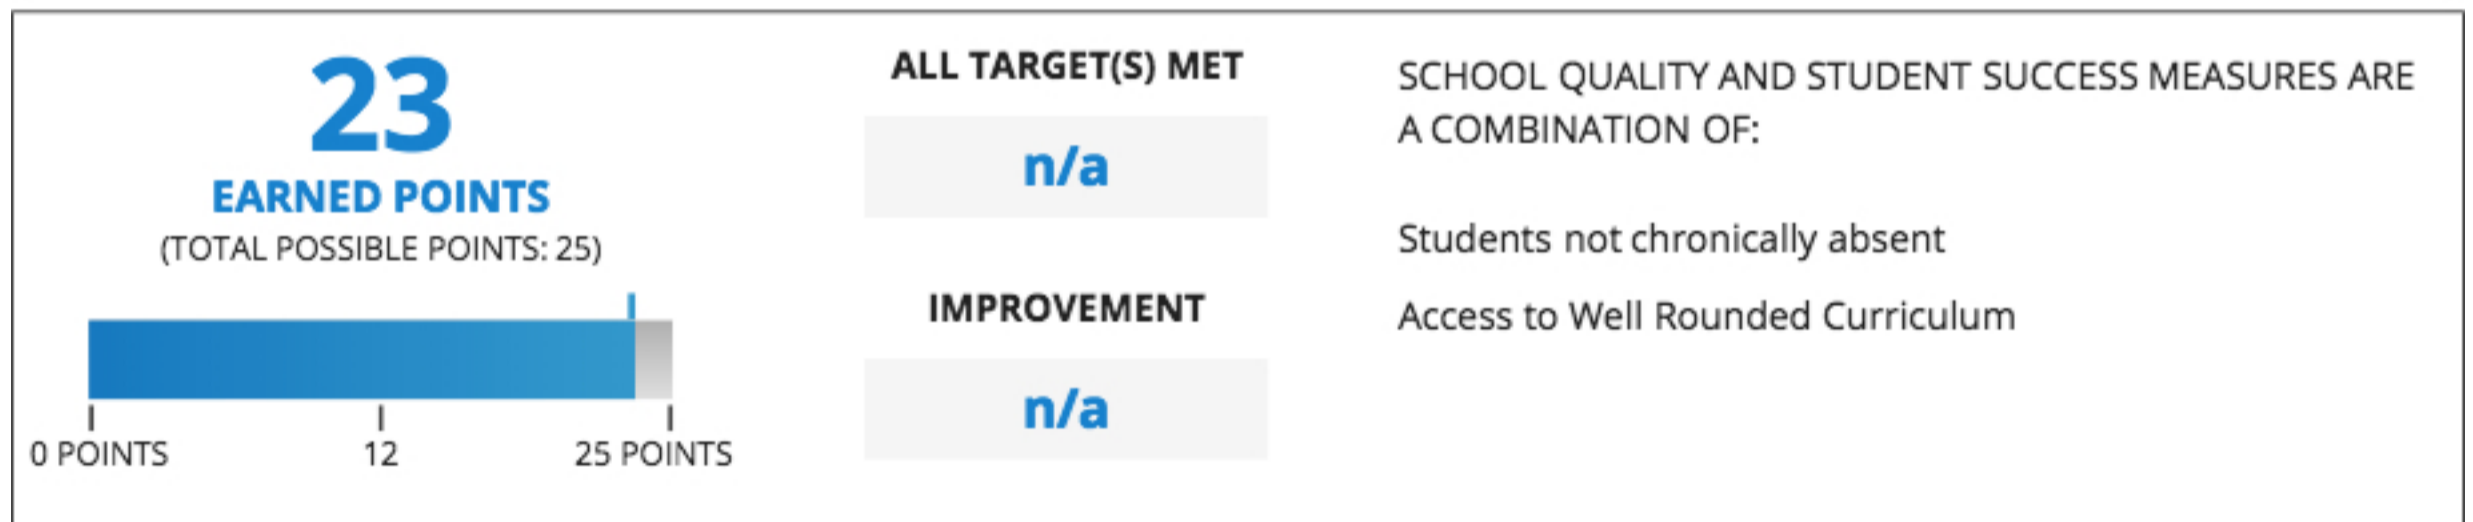 23
EARNED POINTS
(TOTAL POSSIBLE POINTS: 25)
0 POINTS
12
25 POINTS
ALL TARGET(S) MET
n/a
IMPROVEMENT
n/a
SCHOOL QUALITY AND STUDENT SUCCESS MEASURES ARE
A COMBINATION OF:
Students not chronically absent
Access to Well Rounded Curriculum